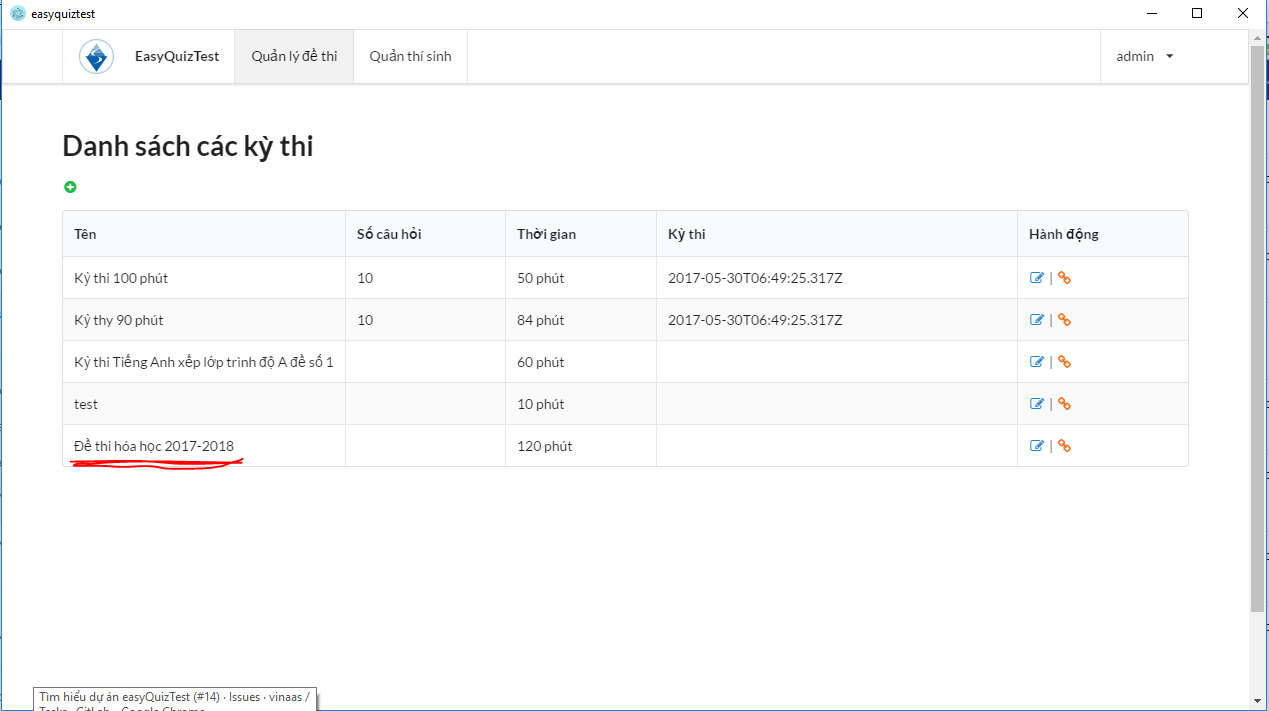 easyquiztest
EasyQuizTest Quản lý đề thi Quản thí sinh admin
Danh sách các kỳ thi
Tên Số câu hỏi Thời gian Kỳ thi Hành động
Kỳ thi 100 phút 10 50 phút 2017-05-30T06:49:25.317Z |
Kỳ thy 90 phút 10 84 phút 2017-05-30T06:49:25.317Z |
Kỳ thi Tiếng Anh xếp lớp trình độ A đề số 1 60 phút |
test 10 phút |
Đề thi hóa học 2017-2018 120 phút |
Tìm hiểu dự án easyQuizTest (#14) · Issues · vinaas /
Tasks · GitLab - Google Chrome